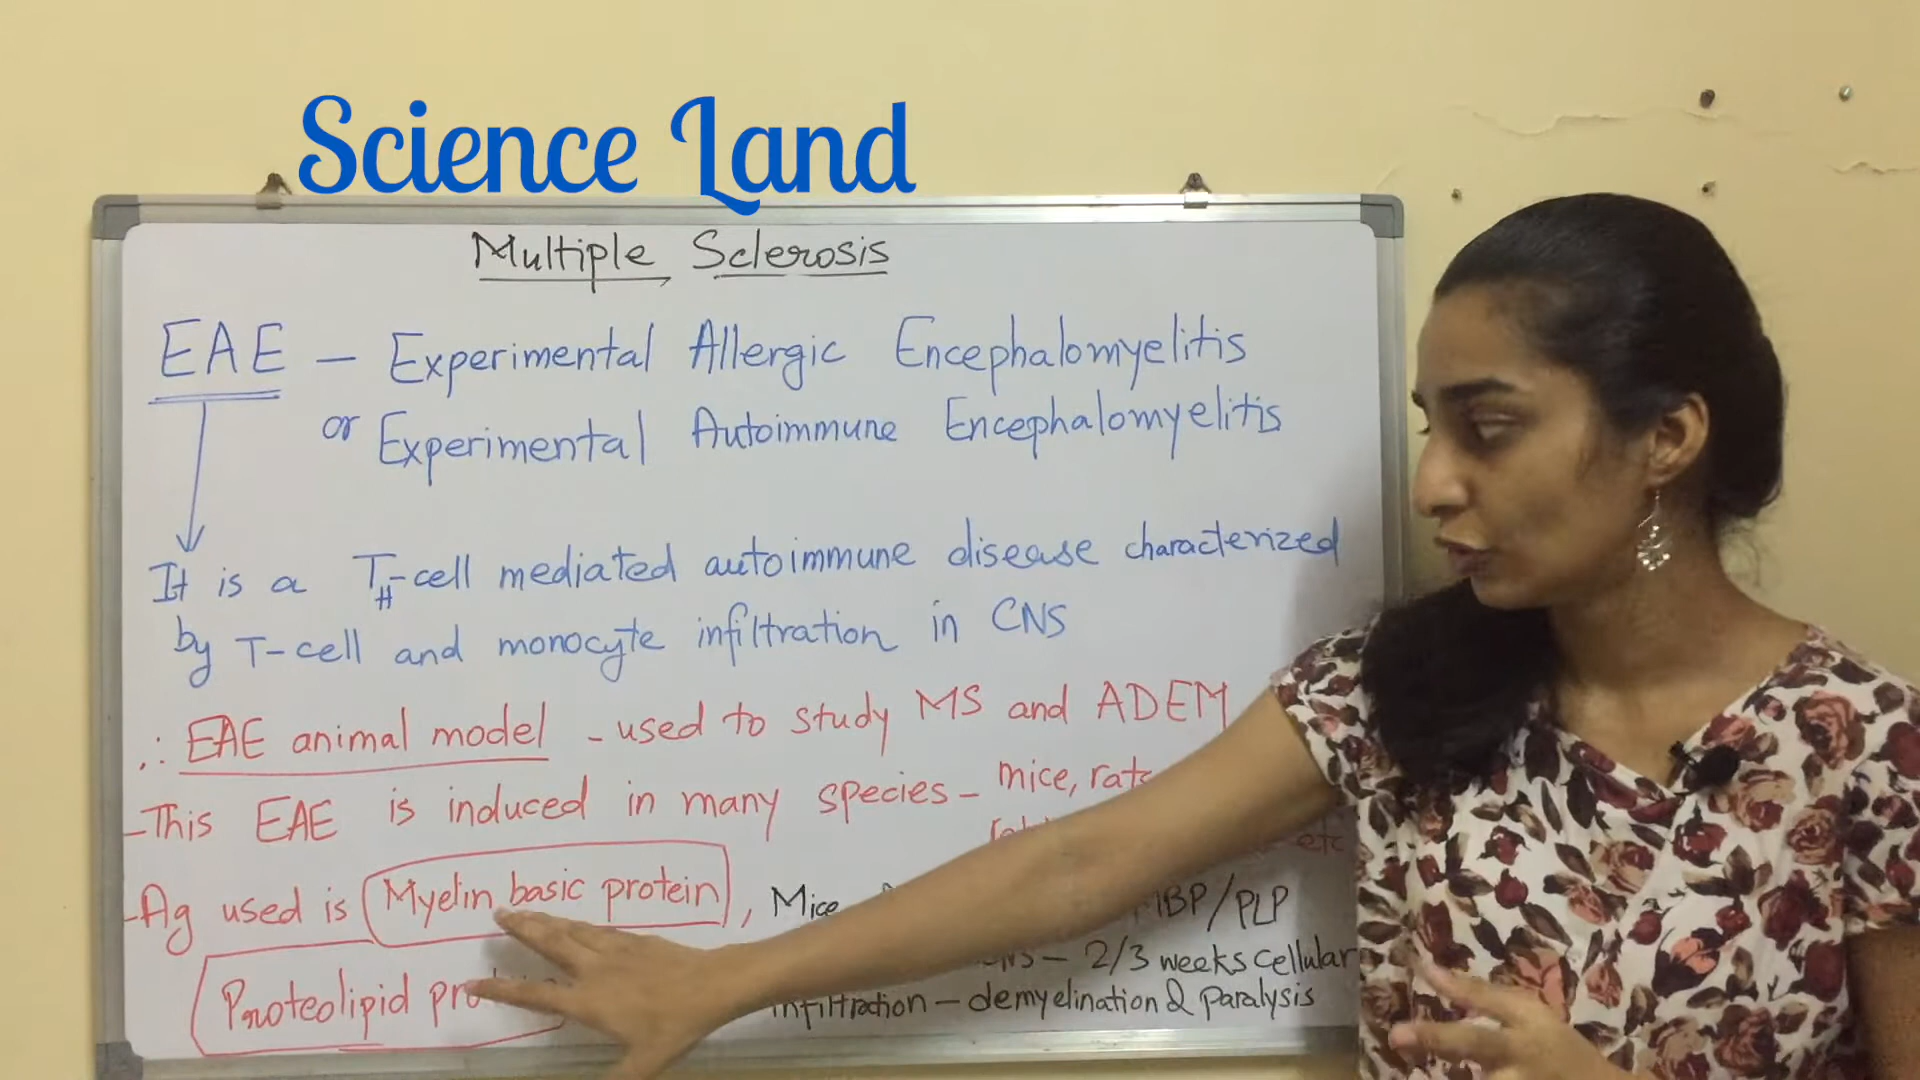 Science Land
Multiple Sclerosis
EAE – Experimental Allergic Encephalomyelitis
or Experimental Autoimmune Encephalomyelitis
It is a TH-cell mediated autoimmune disease characterized
by T-cell and monocyte infiltration in CNS
∴ EAE animal model - used to study MS and ADEM
- This EAE is induced in many species - mice, rats
etc
- Ag used is Myelin basic protein, Mice MBP/PLP
Proteolipid CNS – 2/3 weeks cellular
infiltration – demyelination & paralysis